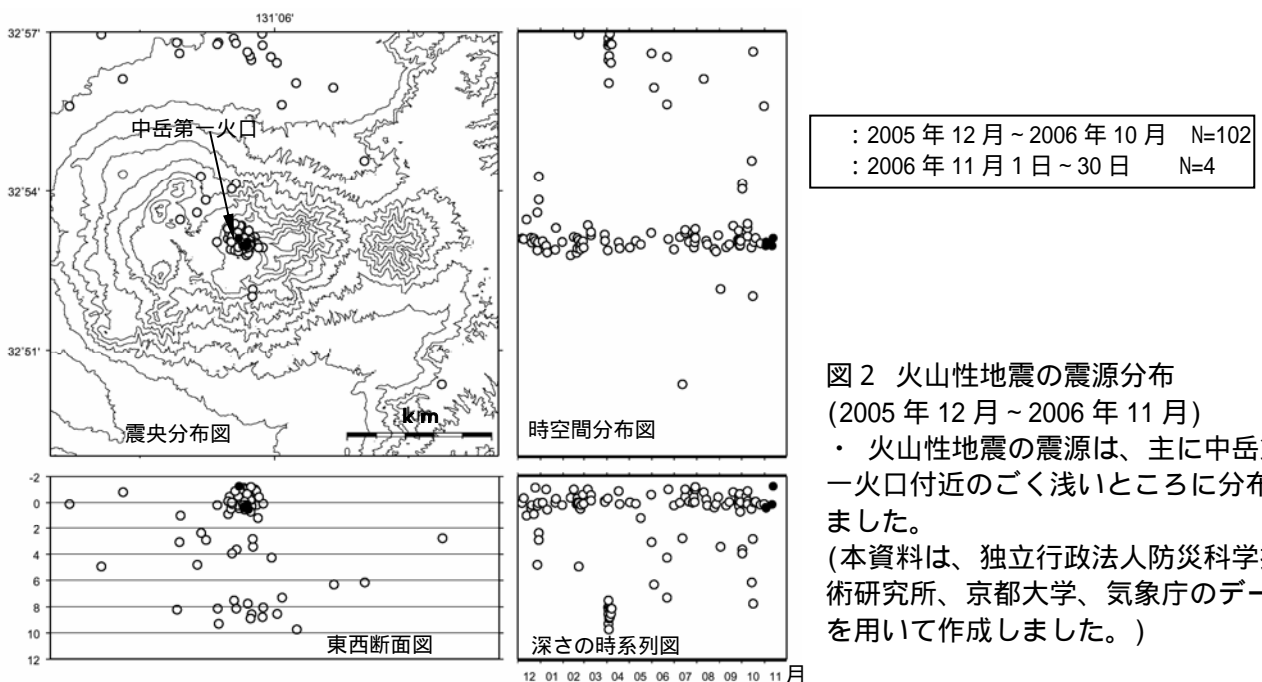 131°06′
32°57′
32°54′
32°51′
中岳第一火口
km
震央分布図
時空間分布図
-2
0
2
4
6
8
10
12
東西断面図
深さの時系列図
12 01 02 03 04 05 06 07 08 09 10 11 月
：2005 年 12 月～2006 年 10 月 N=102
：2006 年 11 月 1 日～30 日 N=4
図２ 火山性地震の震源分布
(2005 年 12 月～2006 年 11 月)
・ 火山性地震の震源は、主に中岳
一火口付近のごく浅いところに分布
ました。
(本資料は、独立行政法人防災科学
術研究所、京都大学、気象庁のデー
を用いて作成しました。)